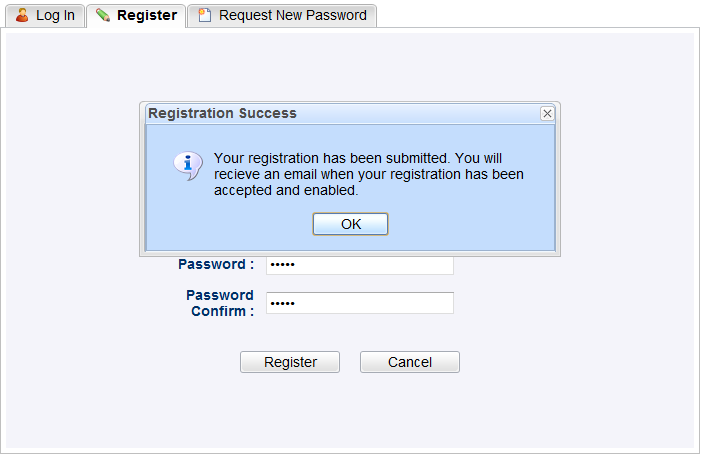 Log In Register Request New Password
Registration Success
Your registration has been submitted. You will
recieve an email when your registration has been
accepted and enabled.
OK
Password : •••••
Password
Confirm : •••••
Register Cancel